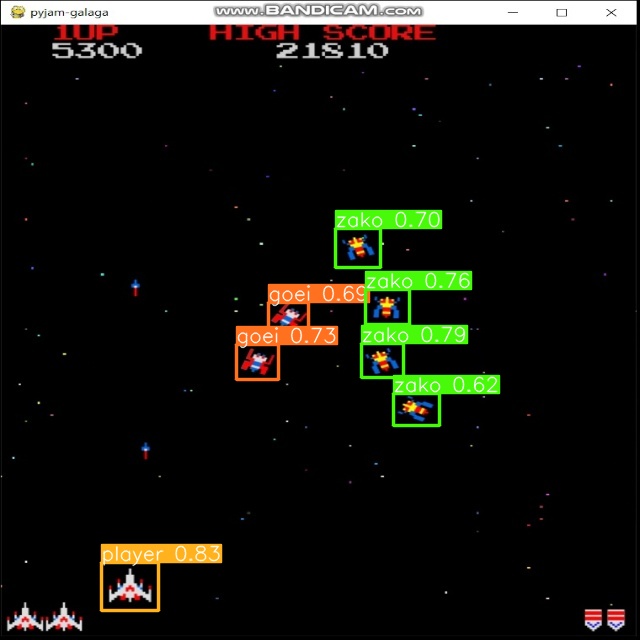 pyjam-galaga
www.BANDICAM.com
1UP HIGH SCORE
5300 21810
zako 0.70
zako 0.76
goei 0.69
goei 0.73
zako 0.79
zako 0.62
player 0.83